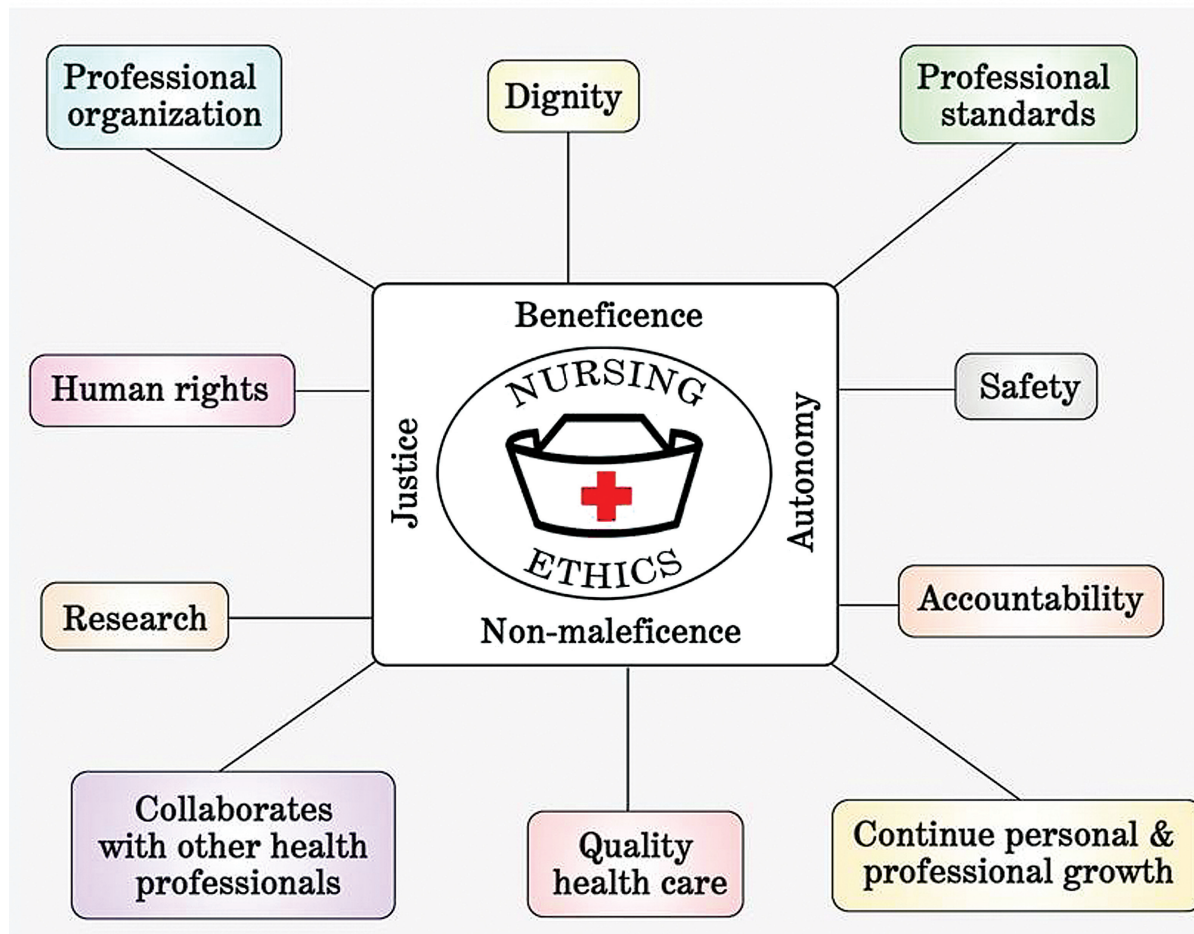 Professional
organization
Dignity
Professional
standards
Beneficence
NURSING
Human rights
Safety
Justice
Autonomy
ETHICS
Research
Accountability
Non-maleficence
Collaborates
with other health
professionals
Quality
health care
Continue personal &
professional growth